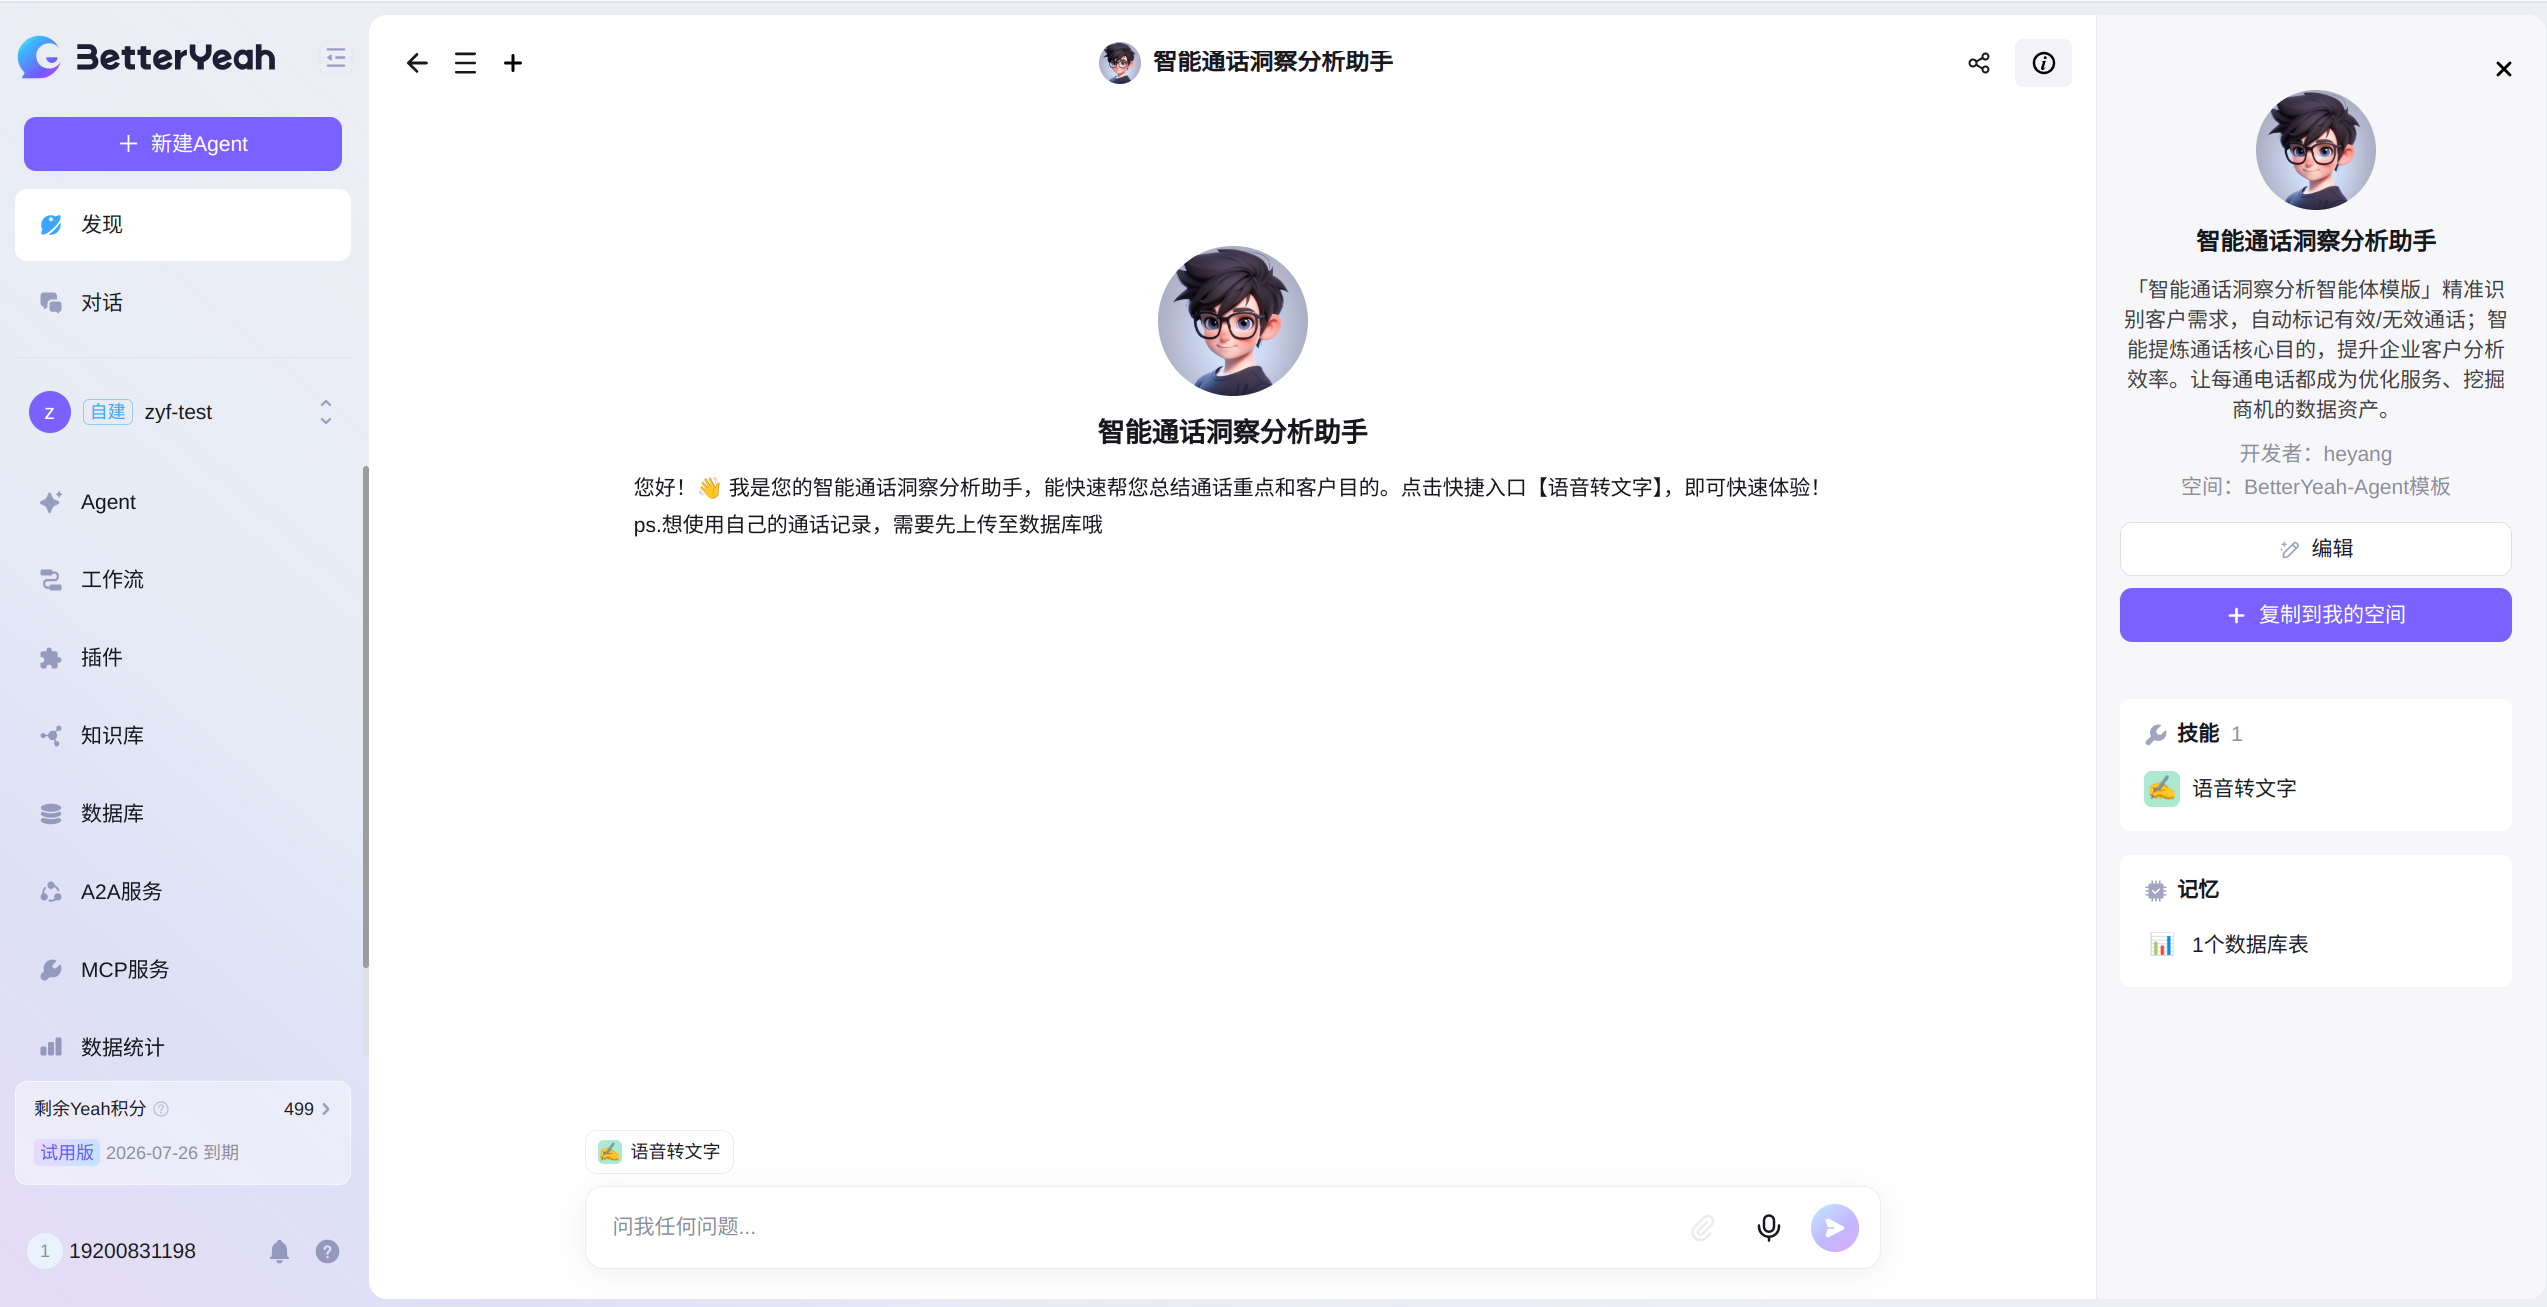 BetterYeah
新建Agent
发现
对话
z 自建 zyf-test
Agent
工作流
插件
知识库
数据库
A2A服务
MCP服务
数据统计
剩余Yeah积分 499
试用版 2026-07-26 到期
1 19200831198
智能通话洞察分析助手
智能通话洞察分析助手
您好！👋 我是您的智能通话洞察分析助手，能快速帮您总结通话重点和客户目的。点击快捷入口【语音转文字】，即可快速体验！
ps.想使用自己的通话记录，需要先上传至数据库哦
语音转文字
问我任何问题...
智能通话洞察分析助手
「智能通话洞察分析智能体模版」精准识
别客户需求，自动标记有效/无效通话；智
能提炼通话核心目的，提升企业客户分析
效率。让每通电话都成为优化服务、挖掘
商机的数据资产。
开发者：heyang
空间：BetterYeah-Agent模板
编辑
复制到我的空间
技能 1
语音转文字
记忆
1个数据库表